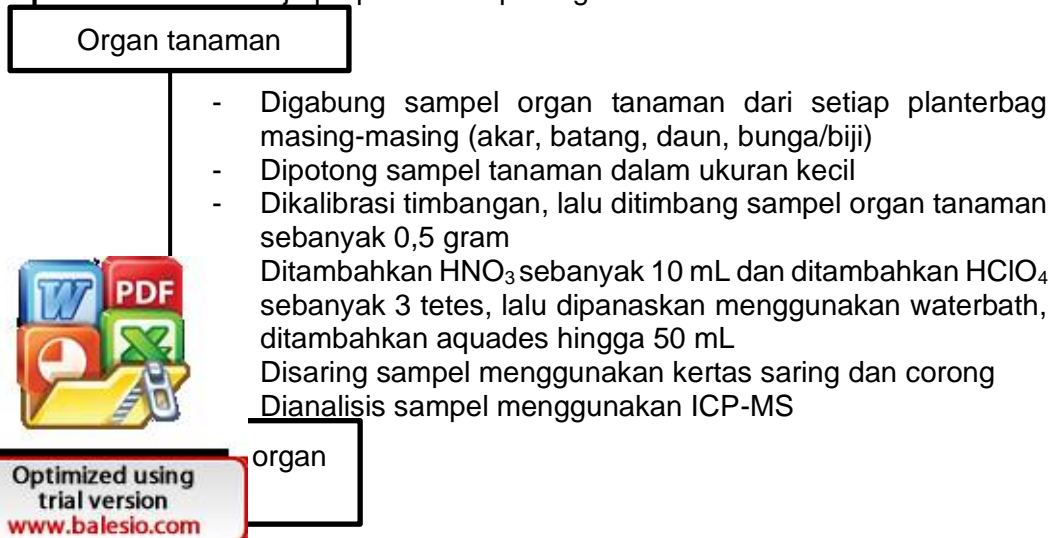 Organ tanaman
- Digabung sampel organ tanaman dari setiap planterbag
masing-masing (akar, batang, daun, bunga/biji)
- Dipotong sampel tanaman dalam ukuran kecil
- Dikalibrasi timbangan, lalu ditimbang sampel organ tanaman
sebanyak 0,5 gram
Ditambahkan HNO₃ sebanyak 10 mL dan ditambahkan HClO₄
sebanyak 3 tetes, lalu dipanaskan menggunakan waterbath,
ditambahkan aquades hingga 50 mL
Disaring sampel menggunakan kertas saring dan corong
Dianalisis sampel menggunakan ICP-MS
organ
W PDF
Optimized using
trial version
www.balesio.com